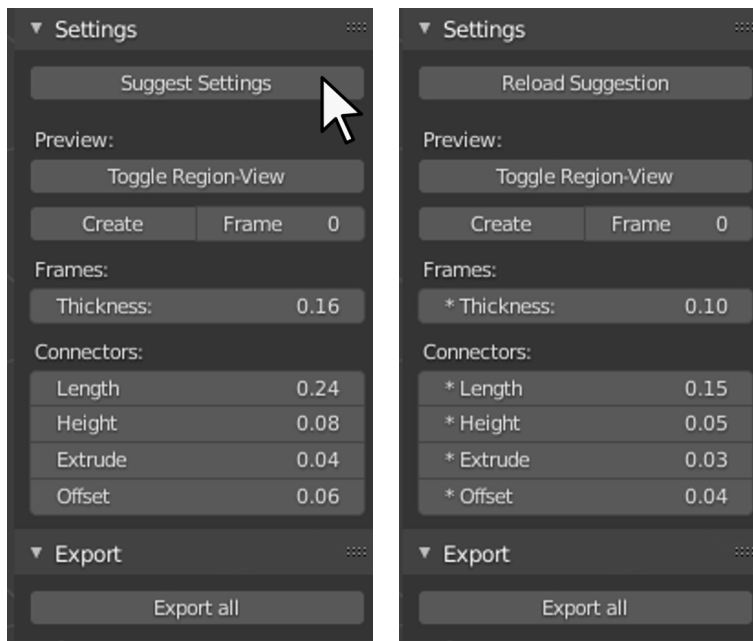 Settings
Suggest Settings
Preview:
Toggle Region-View
Create Frame 0
Frames:
Thickness: 0.16
Connectors:
Length 0.24
Height 0.08
Extrude 0.04
Offset 0.06
Export
Export all
Settings
Reload Suggestion
Preview:
Toggle Region-View
Create Frame 0
Frames:
* Thickness: 0.10
Connectors:
* Length 0.15
* Height 0.05
* Extrude 0.03
* Offset 0.04
Export
Export all